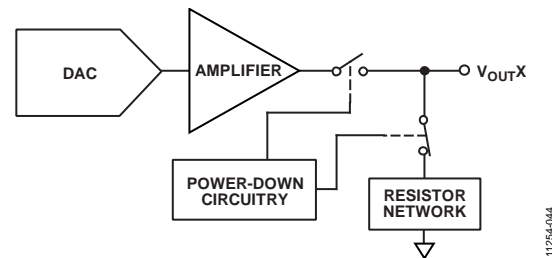 DAC
AMPLIFIER
VOUTX
POWER-DOWN
CIRCUITRY
RESISTOR
NETWORK
11254-044